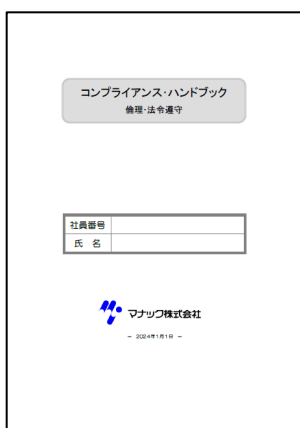 コンプライアンス・ハンドブック
倫理・法令遵守
社員番号
氏 名
マナック株式会社
－ 2024年1月1日 －